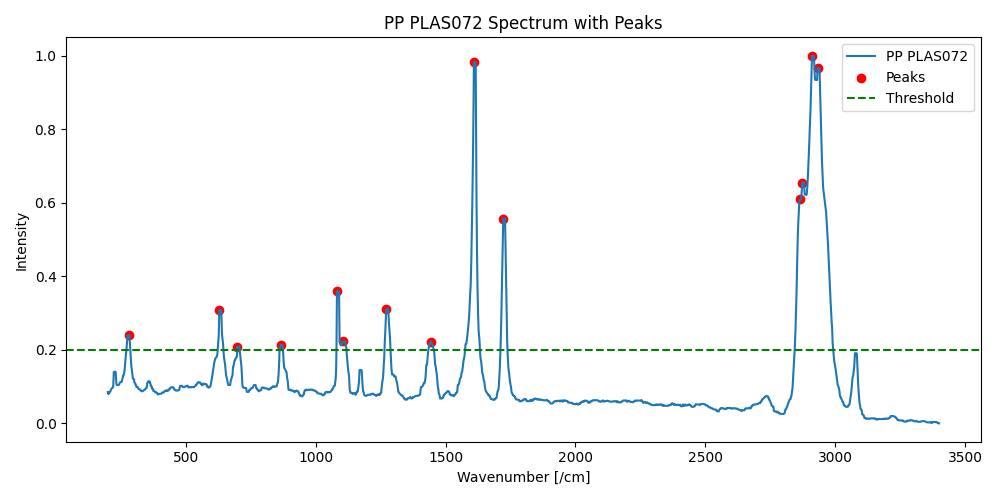 PP PLAS072 Spectrum with Peaks
PP PLAS072
Peaks
Threshold
Intensity
1.0
0.8
0.6
0.4
0.2
0.0
500 1000 1500 2000 2500 3000 3500
Wavenumber [/cm]